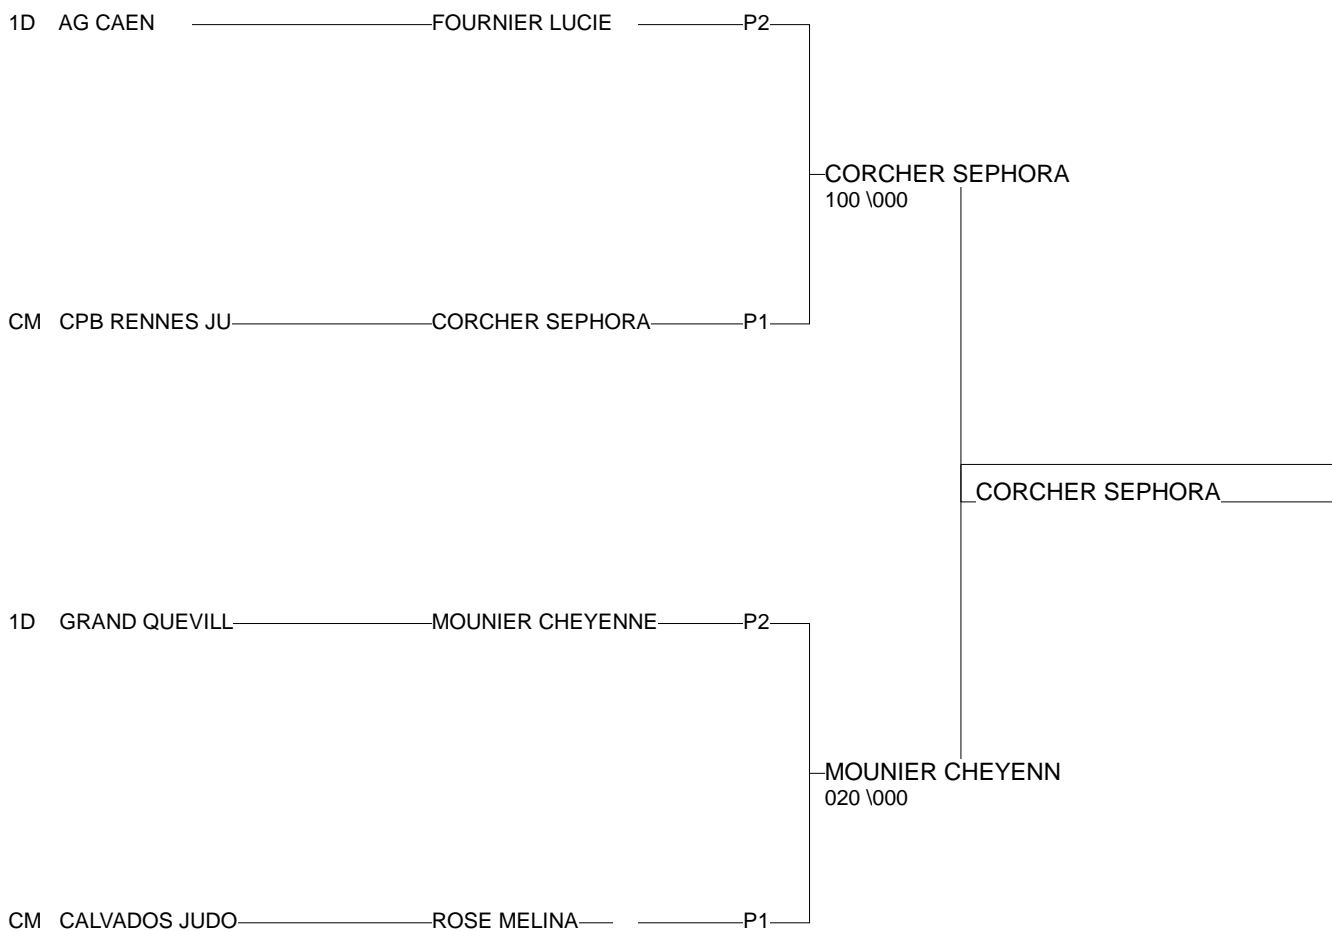 1D AG CAEN FOURNIER LUCIE P2
CORCHER SEPHORA
100 \000
CM CPB RENNES JU CORCHER SEPHORA P1
CORCHER SEPHORA
1D GRAND QUEVILL MOUNIER CHEYENNE P2
MOUNIER CHEYENN
020 \000
CM CALVADOS JUDO ROSE MELINA P1